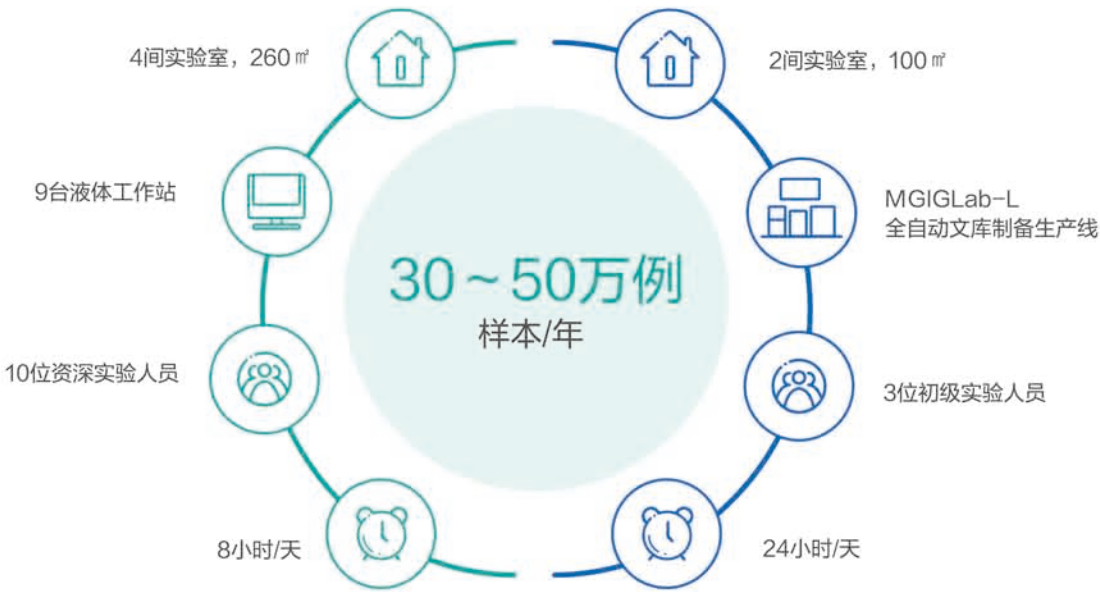 4间实验室，260㎡
2间实验室，100㎡
9台液体工作站
MGIGLab-L
全自动文库制备生产线
30~50万例
样本/年
10位资深实验人员
3位初级实验人员
8小时/天
24小时/天